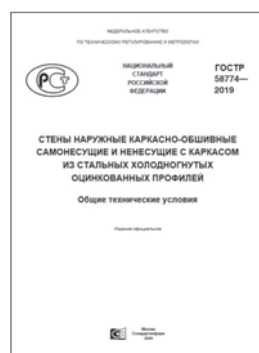 ФЕДЕРАЛЬНОЕ АГЕНТСТВО
ПО ТЕХНИЧЕСКОМУ РЕГУЛИРОВАНИЮ И МЕТРОЛОГИИ
НАЦИОНАЛЬНЫЙ
СТАНДАРТ
РОССИЙСКОЙ
ФЕДЕРАЦИИ
ГОСТР
58774—
2019
СТЕНЫ НАРУЖНЫЕ КАРКАСНО-ОБШИВНЫЕ
САМОНЕСУЩИЕ И НЕНЕСУЩИЕ С КАРКАСОМ
ИЗ СТАЛЬНЫХ ХОЛОДНОГНУТЫХ
ОЦИНКОВАННЫХ ПРОФИЛЕЙ
Общие технические условия
Издание официальное
Москва
Стандартинформ